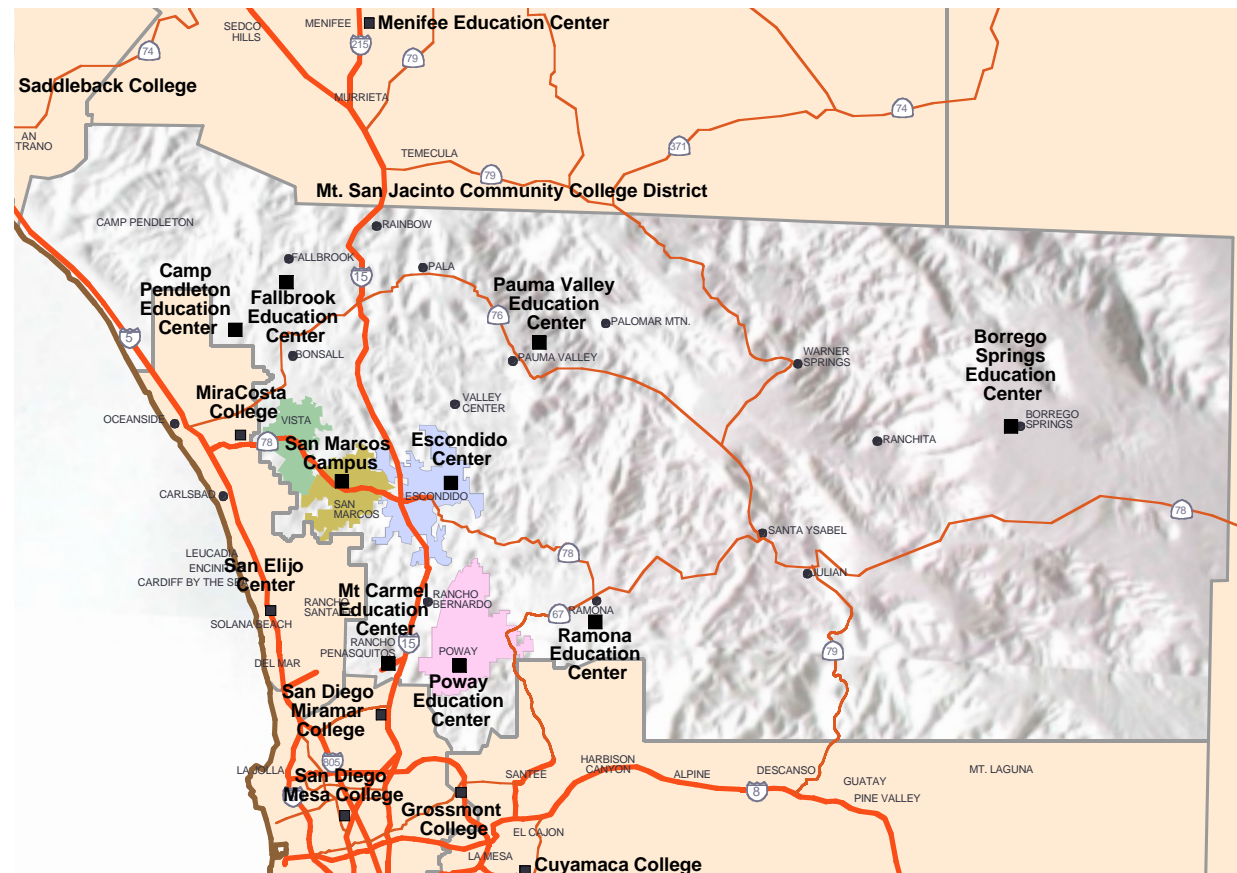 SEDCO
HILLS
MENIFEE
Menifee Education Center
215
79
74
Saddleback College
MURRIETA
74
AN
TRANO
TEMECULA
79
371
Mt. San Jacinto Community College District
CAMP PENDLETON
RAINBOW
FALLBROOK
PALA
15
Camp
Pendleton
Education
Center
Fallbrook
Education
Center
Pauma Valley
Education
Center
76
PALOMAR MTN.
5
BONSALL
PAUMA VALLEY
WARNER
SPRINGS
Borrego
Springs
Education
Center
BORREGO
SPRINGS
MiraCosta
College
VALLEY
CENTER
OCEANSIDE
VISTA
78
San Marcos
Campus
Escondido
Center
RANCHITA
CARLSBAD
SAN
MARCOS
ESCONDIDO
78
SANTA YSABEL
78
LEUCADIA
ENCINI
CARDIFF BY THE SEA
San Elijo
Center
JULIAN
Mt Carmel
Education
Center
RANCHO
BERNARDO
RANCHO
SANTA FE
SOLANA BEACH
67
RAMONA
Ramona
Education
Center
15
RANCHO
PENASQUITOS
POWAY
79
DEL MAR
Poway
Education
Center
San Diego
Miramar
College
LA JOLLA
805
San Diego
Mesa College
SANTEE
HARBISON
CANYON
ALPINE
DESCANSO
GUATAY
PINE VALLEY
MT. LAGUNA
8
Grossmont
College
EL CAJON
LA MESA
Cuyamaca College